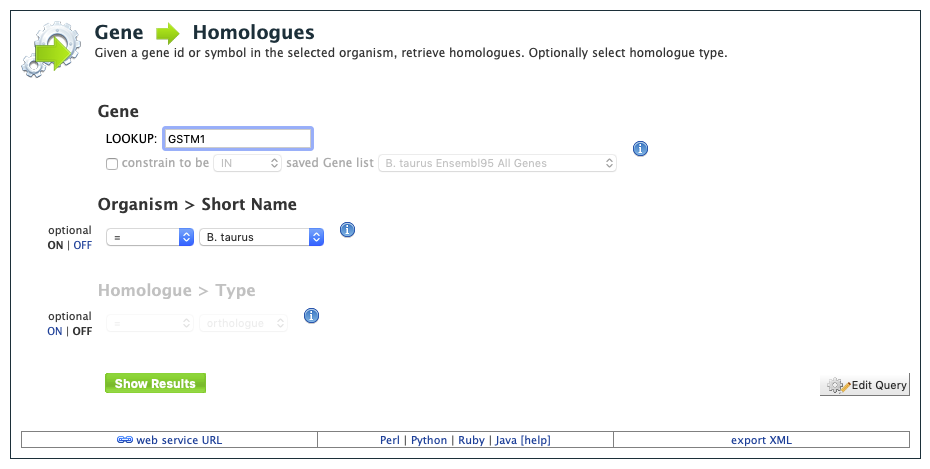 Gene Homologues
Given a gene id or symbol in the selected organism, retrieve homologues. Optionally select homologue type.
Gene
LOOKUP: GSTM1
constrain to be IN saved Gene list B. taurus Ensembl95 All Genes
Organism > Short Name
optional
ON | OFF = B. taurus
Homologue > Type
optional
ON | OFF = orthologue
Show Results Edit Query
web service URL Perl | Python | Ruby | Java [help] export XML